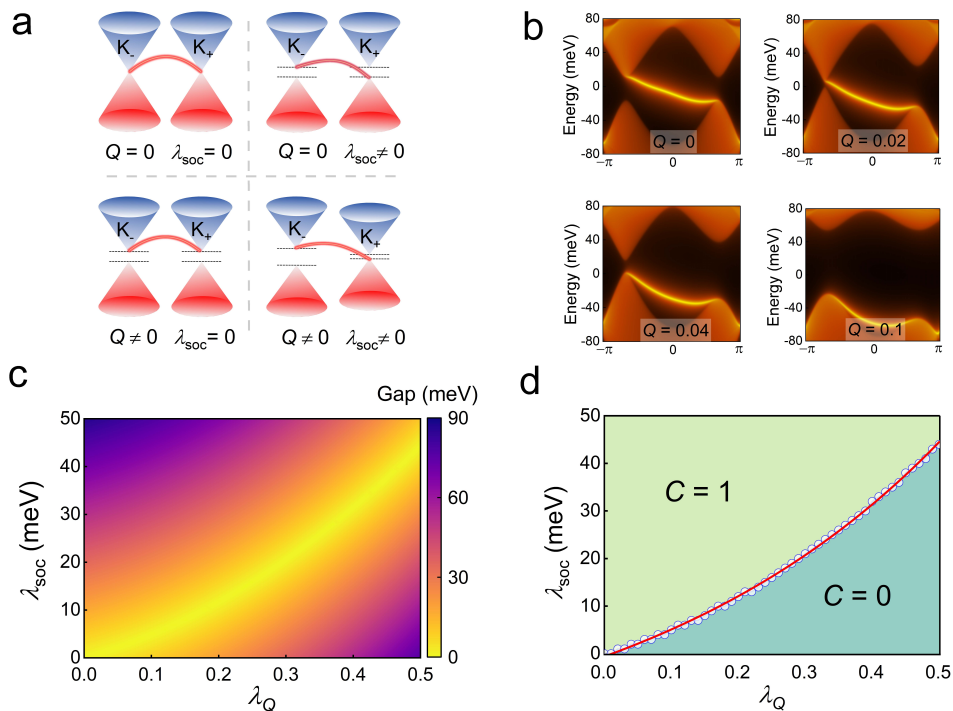 a
K- K+
Q = 0 λsoc = 0
K- K+
Q = 0 λsoc ≠ 0
K- K+
Q ≠ 0 λsoc = 0
K- K+
Q ≠ 0 λsoc ≠ 0
b
Energy (meV)
80
40
0
-40
-80
Q = 0
−π 0 π
Energy (meV)
80
40
0
-40
-80
Q = 0.02
−π 0 π
Energy (meV)
80
40
0
-40
-80
Q = 0.04
−π 0 π
Energy (meV)
80
40
0
-40
-80
Q = 0.1
−π 0 π
c
Gap (meV)
90
60
30
0
λsoc (meV)
50
40
30
20
10
0
0.0 0.1 0.2 0.3 0.4 0.5
λQ
d
λsoc (meV)
50
40
30
20
10
0
C = 1
C = 0
0.0 0.1 0.2 0.3 0.4 0.5
λQ